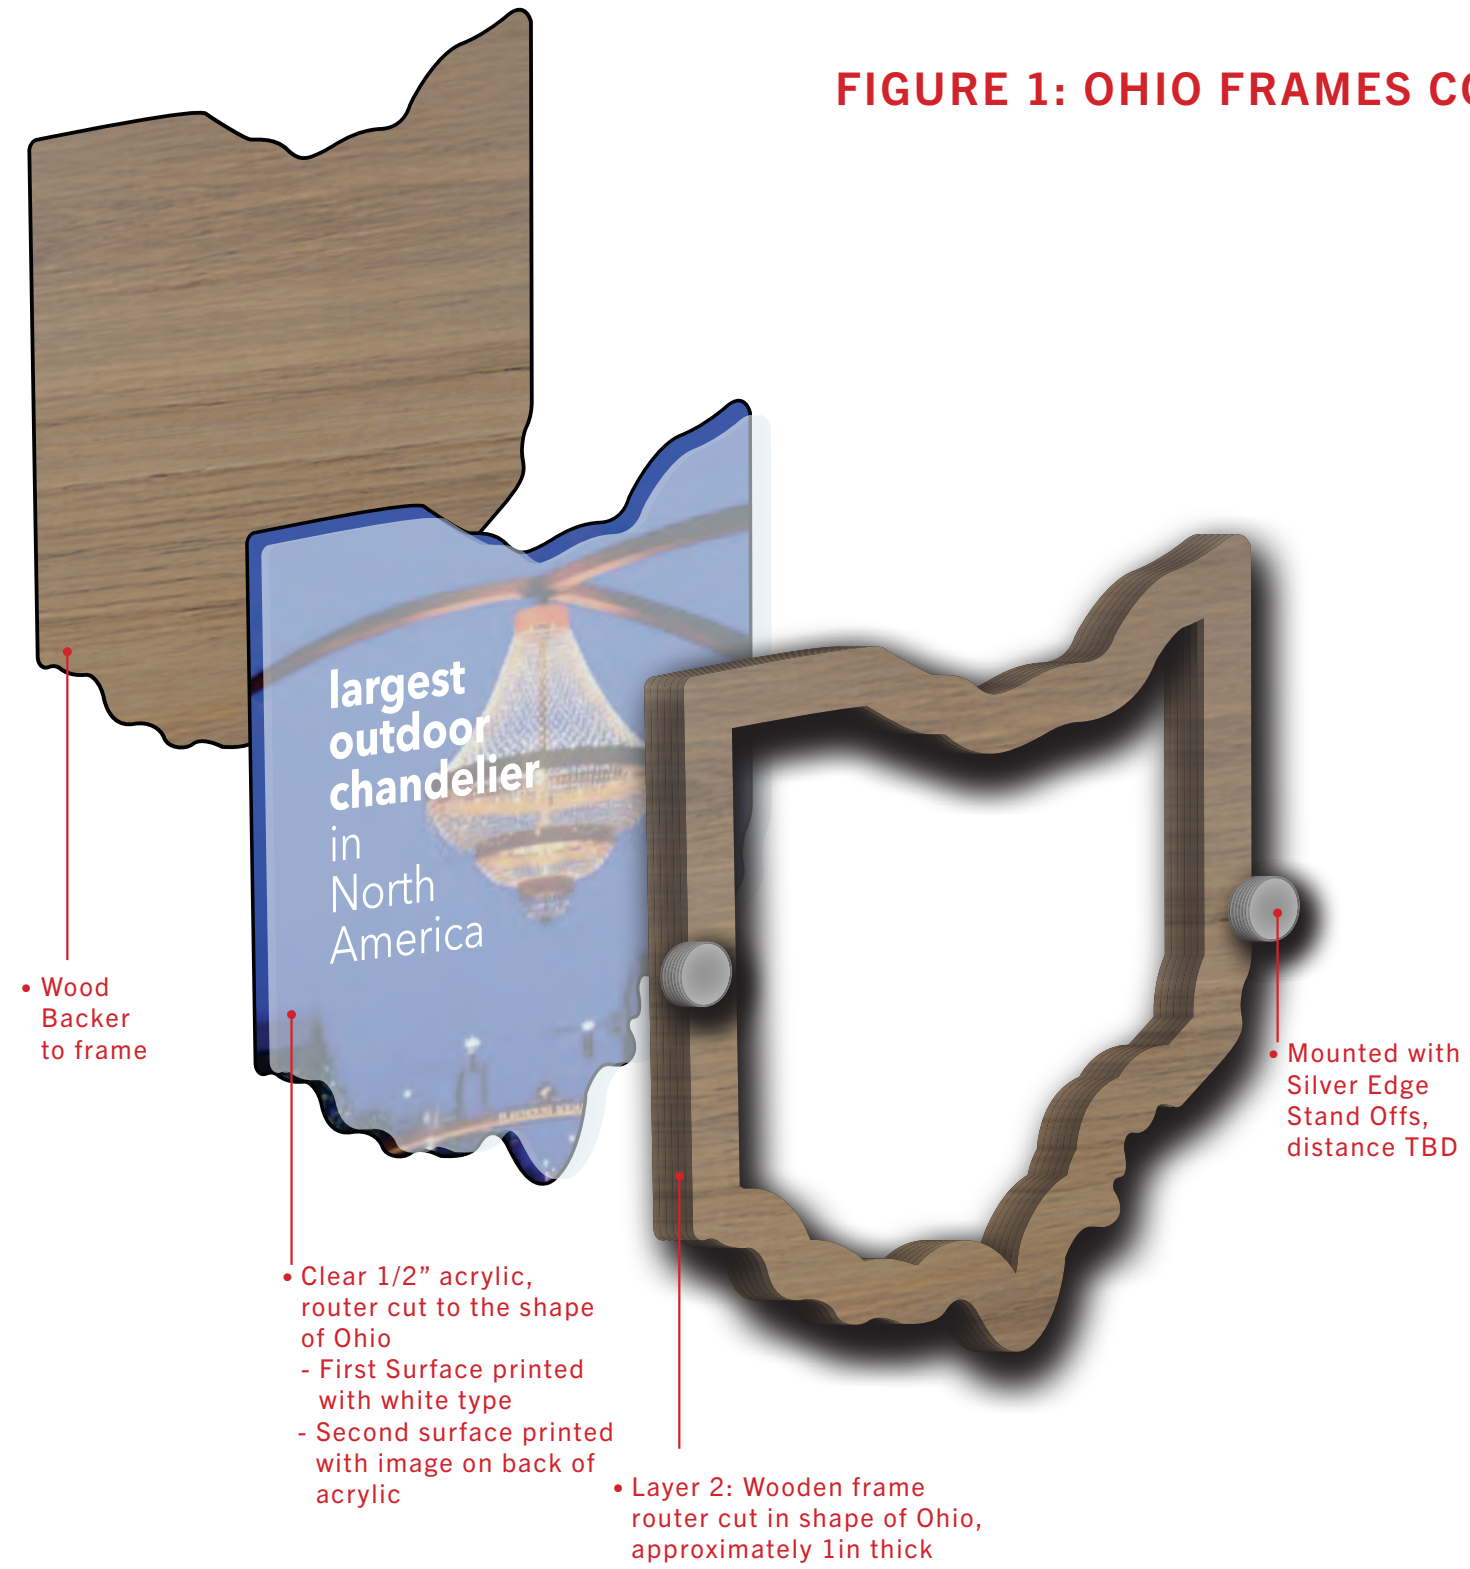 FIGURE 1: OHIO FRAMES
largest
outdoor
chandelier
in
North
America
• Wood
Backer
to frame
• Mounted with
Silver Edge
Stand Offs,
distance TBD
• Clear 1/2” acrylic,
router cut to the shape
of Ohio
- First Surface printed
with white type
- Second surface printed
with image on back of
acrylic
• Layer 2: Wooden frame
router cut in shape of Ohio,
approximately 1in thick